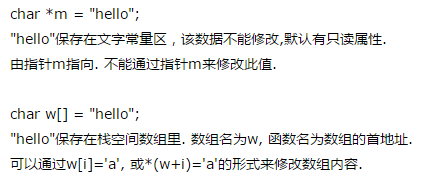 char *m = "hello";
"hello"保存在文字常量区，该数据不能修改,默认有只读属性.
由指针m指向. 不能通过指针m来修改此值.
char w[] = "hello";
"hello"保存在栈空间数组里. 数组名为w, 函数名为数组的首地址.
可以通过w[i]='a', 或*(w+i)='a'的形式来修改数组内容.